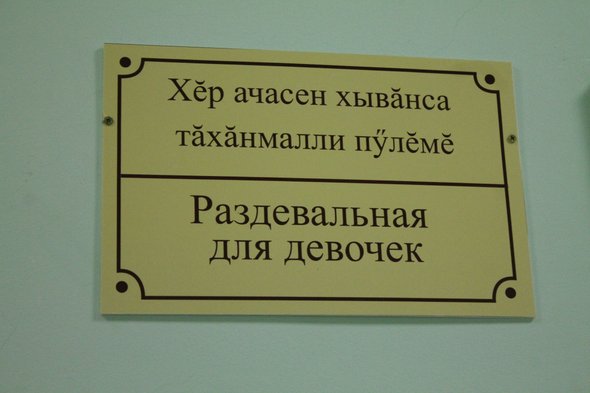 Хӗр ачасен хывӑнса
тӑхӑнмалли пӳлӗмӗ
Раздевальная
для девочек